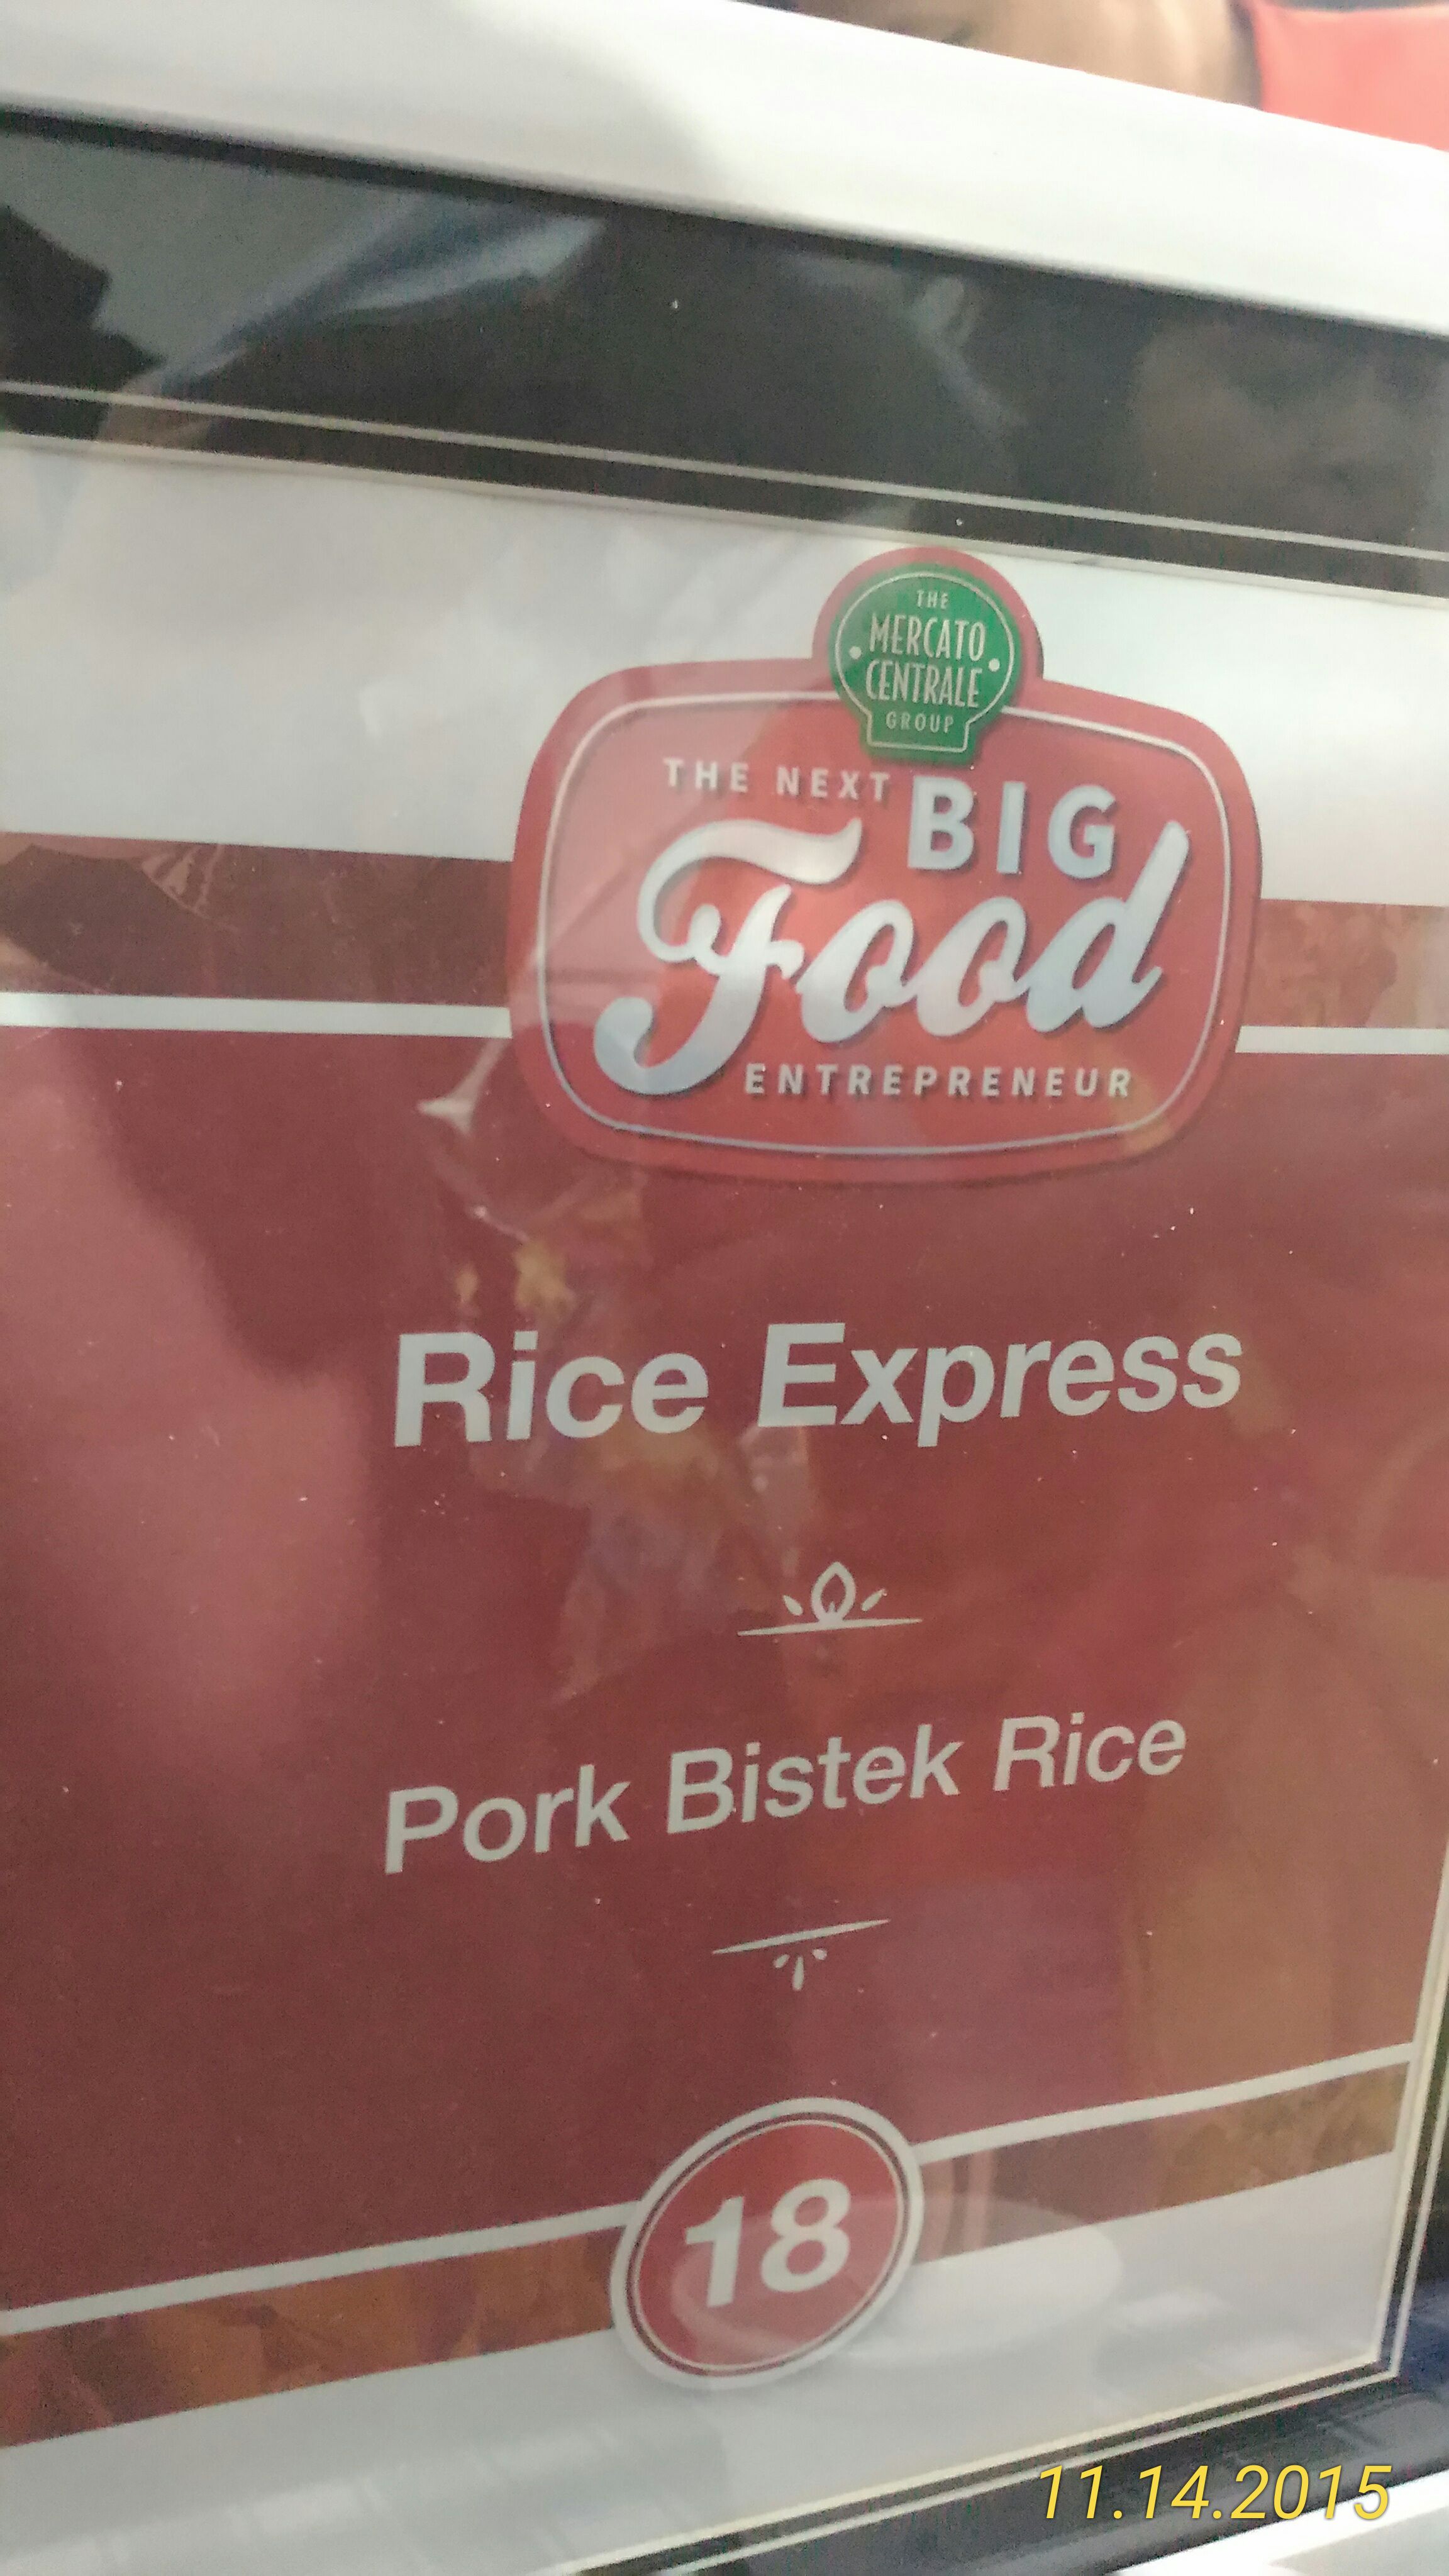 THE
MERCATO
CENTRALE
GROUP
THE NEXT BIG
Food
ENTREPRENEUR
Rice Express
Pork Bistek Rice
18
11.14.2015